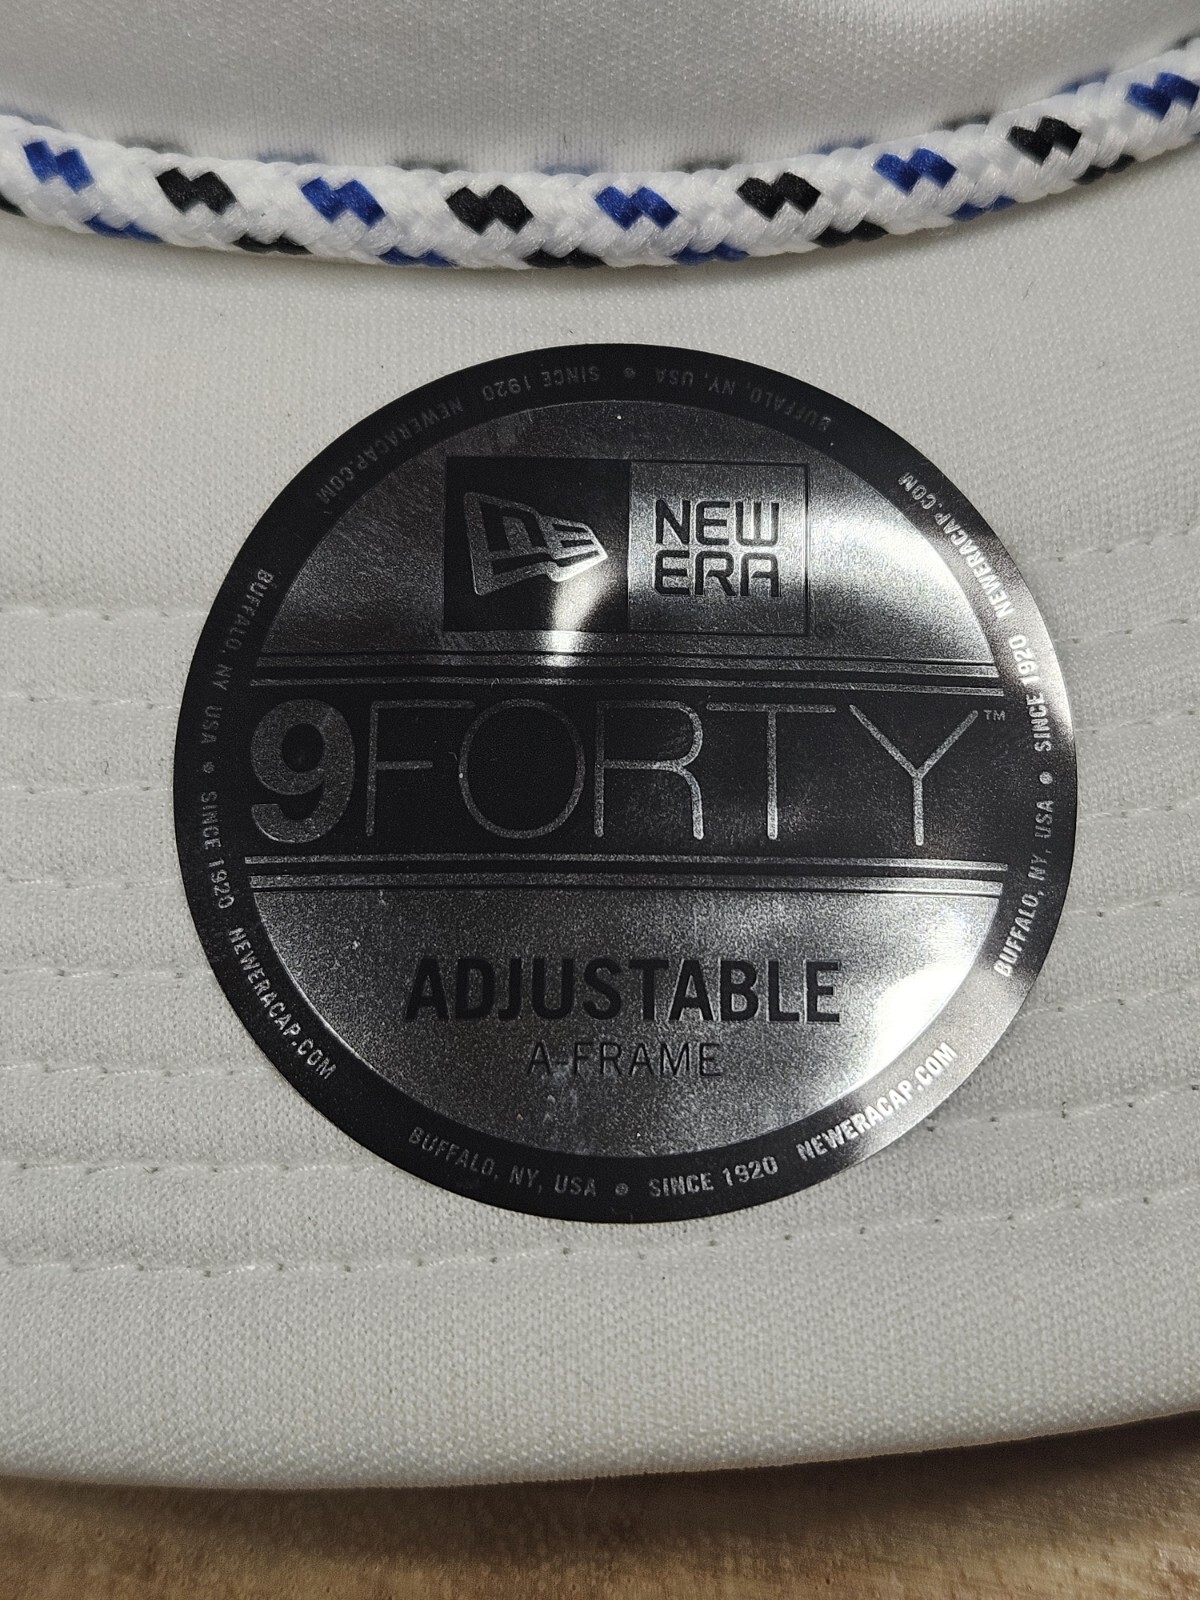 NE
NEW
ERA
9FORTY™
ADJUSTABLE
A-FRAME
BUFFALO, NY, USA • SINCE 1920 NEWERACAP.COM
BUFFALO, NY, USA • SINCE 1920 NEWERACAP.COM
BUFFALO, NY, USA • SINCE 1920 NEWERACAP.COM
BUFFALO, NY, USA • SINCE 1920 NEWERACAP.COM